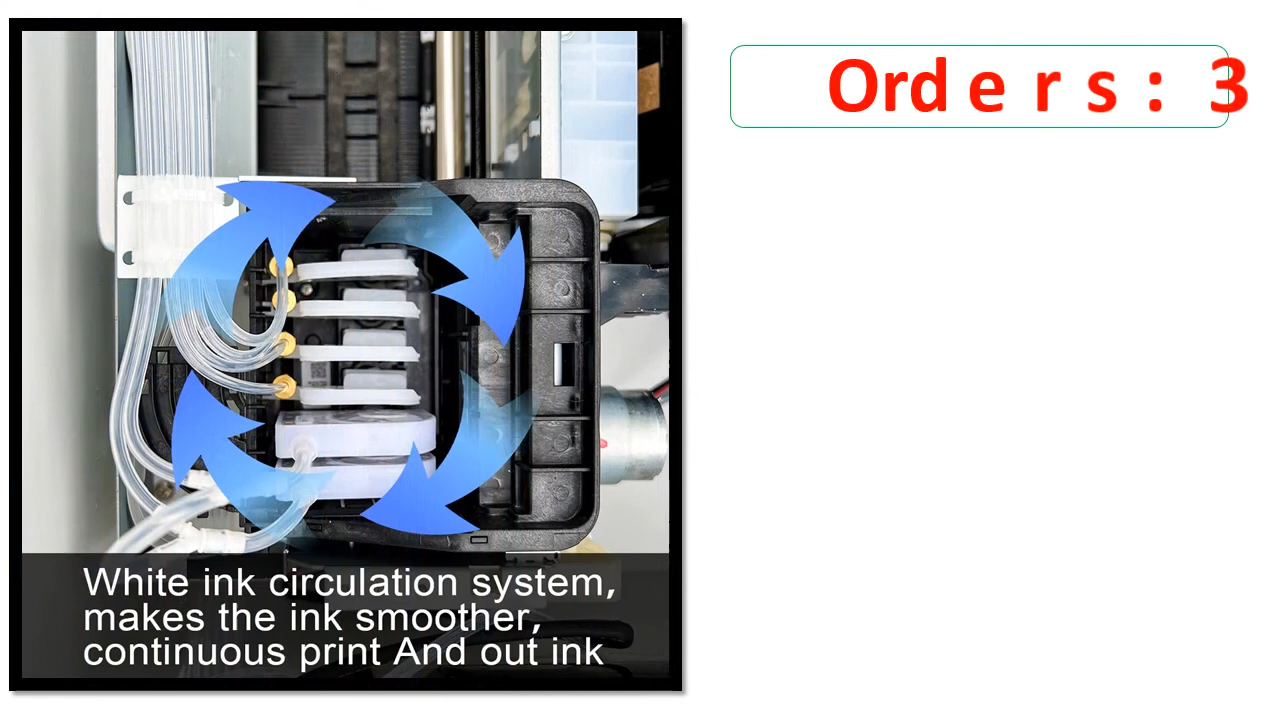 Orders: 3
White ink circulation system,
makes the ink smoother,
continuous print And out ink